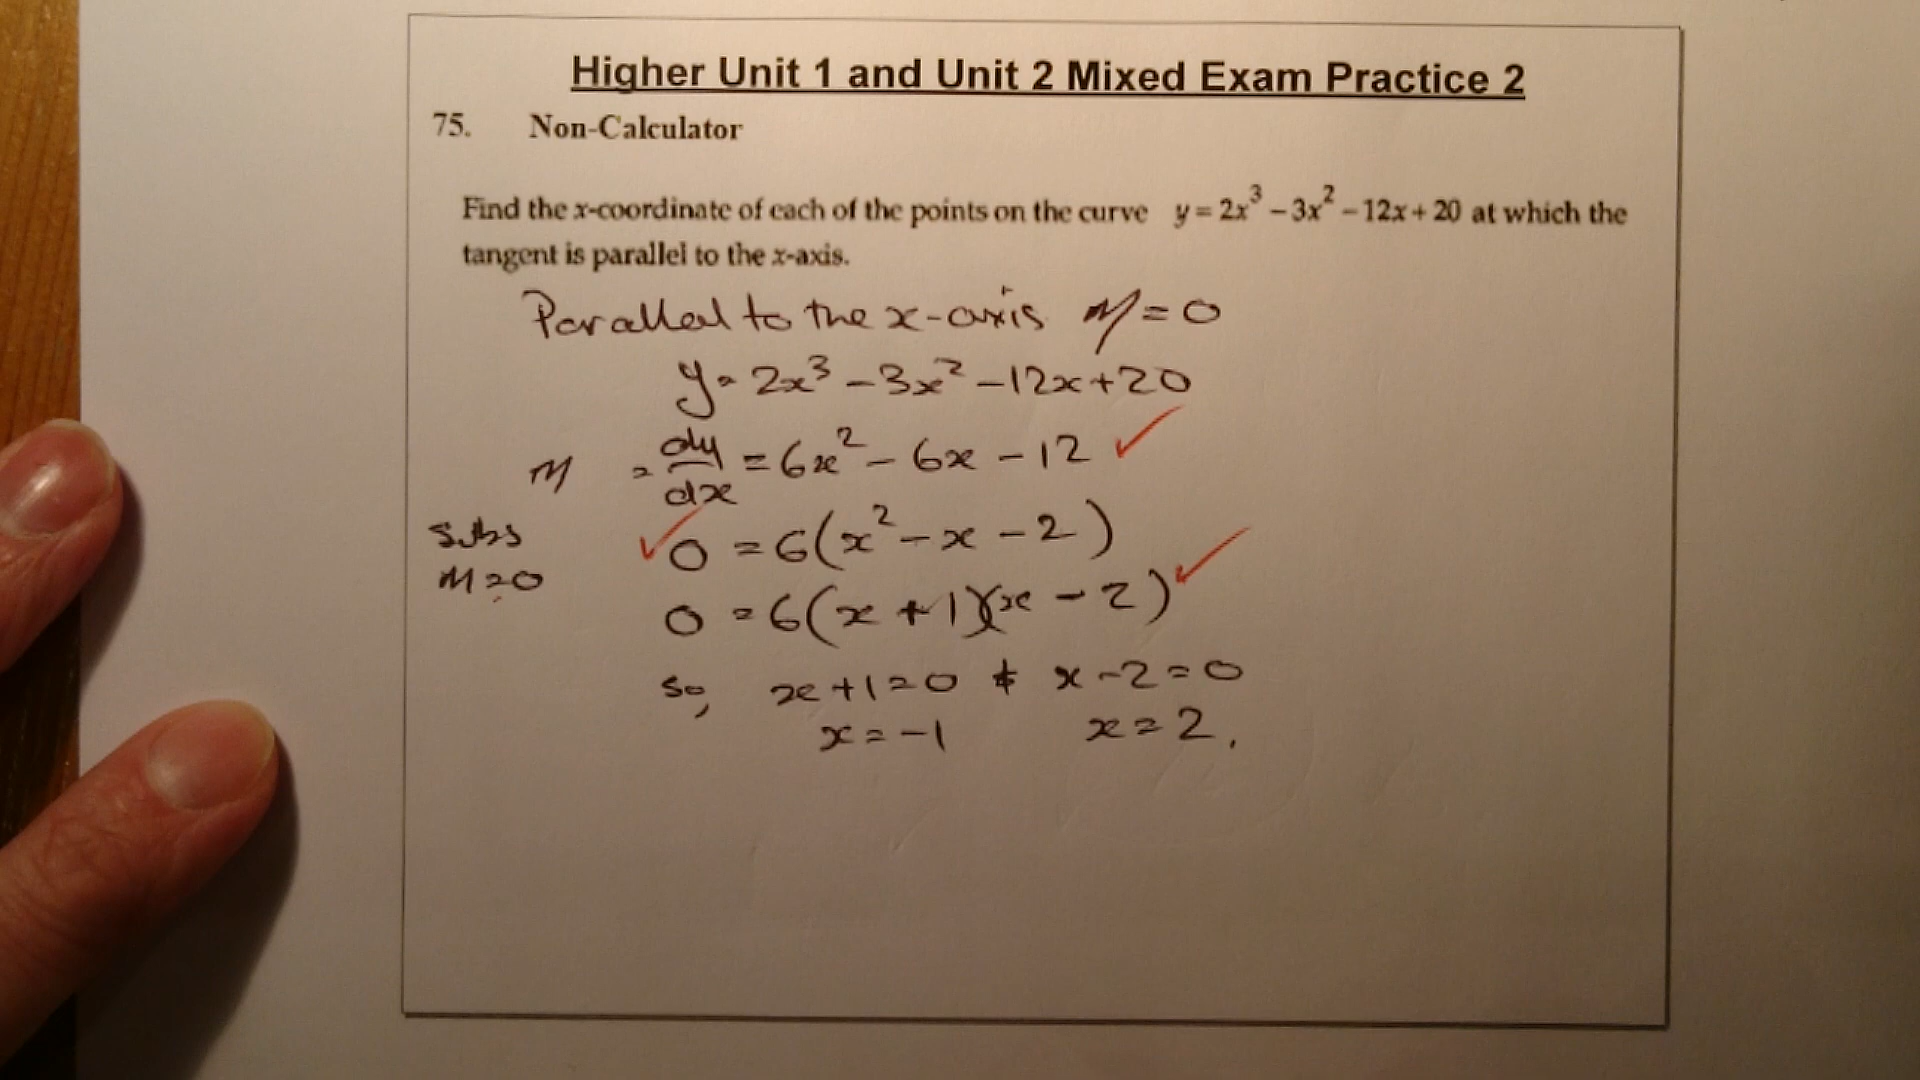 Higher Unit 1 and Unit 2 Mixed Exam Practice 2
75. Non-Calculator
Find the x-coordinate of each of the points on the curve y = 2x³ − 3x² − 12x + 20 at which the
tangent is parallel to the x-axis.
Parallel to the x-axis M = 0
y = 2x³ − 3x² − 12x + 20
M = dy/dx = 6x² − 6x − 12 ✓
Subs ✓ 0 = 6(x² − x − 2)
M = 0
0 = 6(x + 1)(x − 2) ✓
so, x + 1 = 0 & x − 2 = 0
x = −1 x = 2.